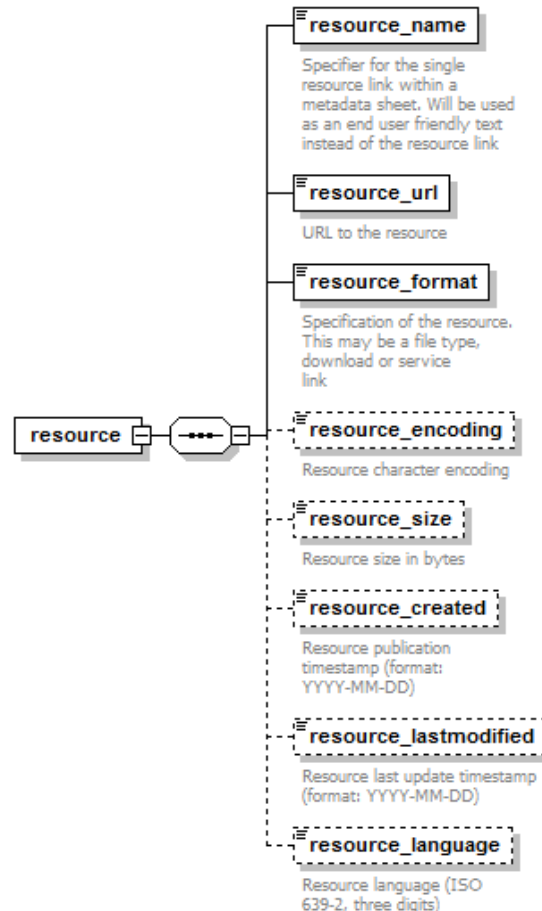 resource_name
Specifier for the single
resource link within a
metadata sheet. Will be used
as an end user friendly text
instead of the resource link
resource_url
URL to the resource
resource_format
Specification of the resource.
This may be a file type,
download or service
link
resource
resource_encoding
Resource character encoding
resource_size
Resource size in bytes
resource_created
Resource publication
timestamp (format:
YYYY-MM-DD)
resource_lastmodified
Resource last update timestamp
(format: YYYY-MM-DD)
resource_language
Resource language (ISO
639-2, three digits)